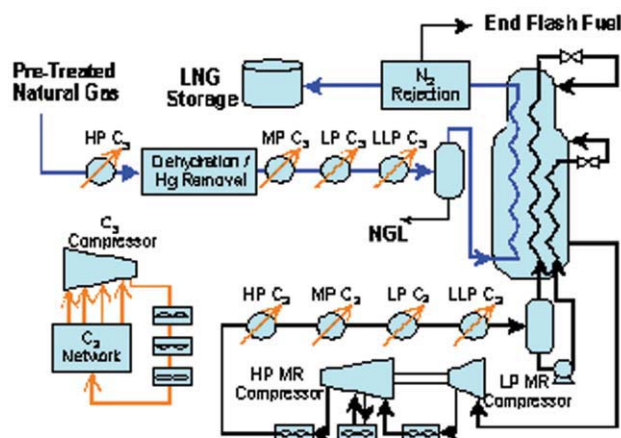 End Flash Fuel
Pre-Treated
Natural Gas
LNG
Storage
N2
Rejection
HP C3
Dehydration /
Hg Removal
MP C3
LP C3
LLP C3
NGL
C3
Compressor
C3
Network
HP C3
MP C3
LP C3
LLP C3
HP MR
Compressor
LP MR
Compressor